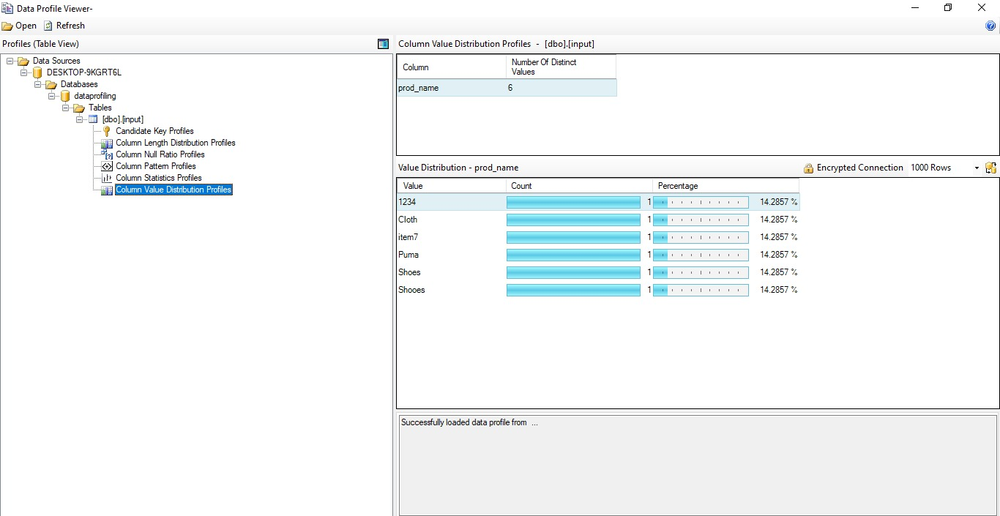 Data Profile Viewer-
Open Refresh
Profiles (Table View)
Data Sources
DESKTOP-9KGRT6L
Databases
dataprofiling
Tables
[dbo].[input]
Candidate Key Profiles
Column Length Distribution Profiles
Column Null Ratio Profiles
Column Pattern Profiles
Column Statistics Profiles
Column Value Distribution Profiles
Column Value Distribution Profiles - [dbo].[input]
Column Number Of Distinct
Values
prod_name 6
Value Distribution - prod_name Encrypted Connection 1000 Rows
Value Count Percentage
1234 1 14.2857 %
Cloth 1 14.2857 %
item7 1 14.2857 %
Puma 1 14.2857 %
Shoes 1 14.2857 %
Shooes 1 14.2857 %
Successfully loaded data profile from ...